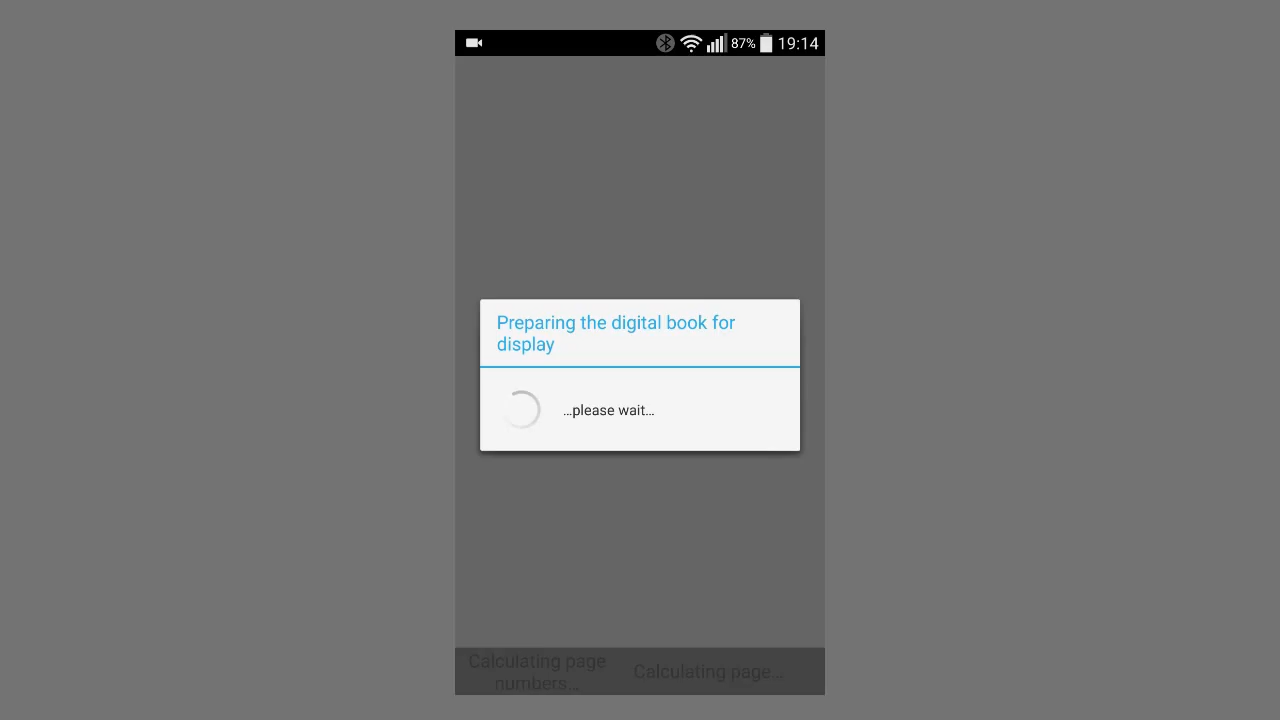 87% 19:14
Preparing the digital book for
display
…please wait…
Calculating page
numbers…
Calculating page…